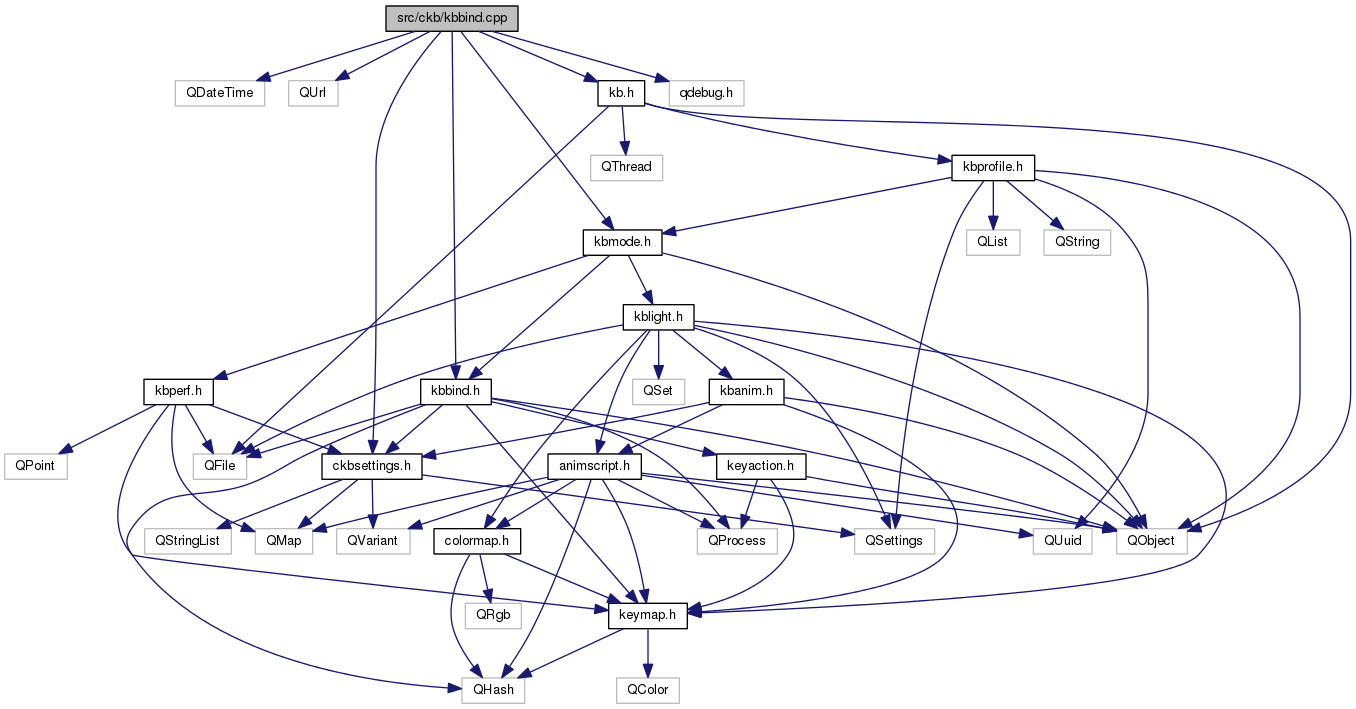 src/ckb/kbbind.cpp
QDateTime
QUrl
kb.h
qdebug.h
QThread
kbprofile.h
kbmode.h
QList
QString
kblight.h
kbperf.h
kbbind.h
QSet
kbanim.h
QPoint
QFile
ckbsettings.h
animscript.h
keyaction.h
QStringList
QMap
QVariant
colormap.h
QProcess
QSettings
QUuid
QObject
QRgb
keymap.h
QHash
QColor